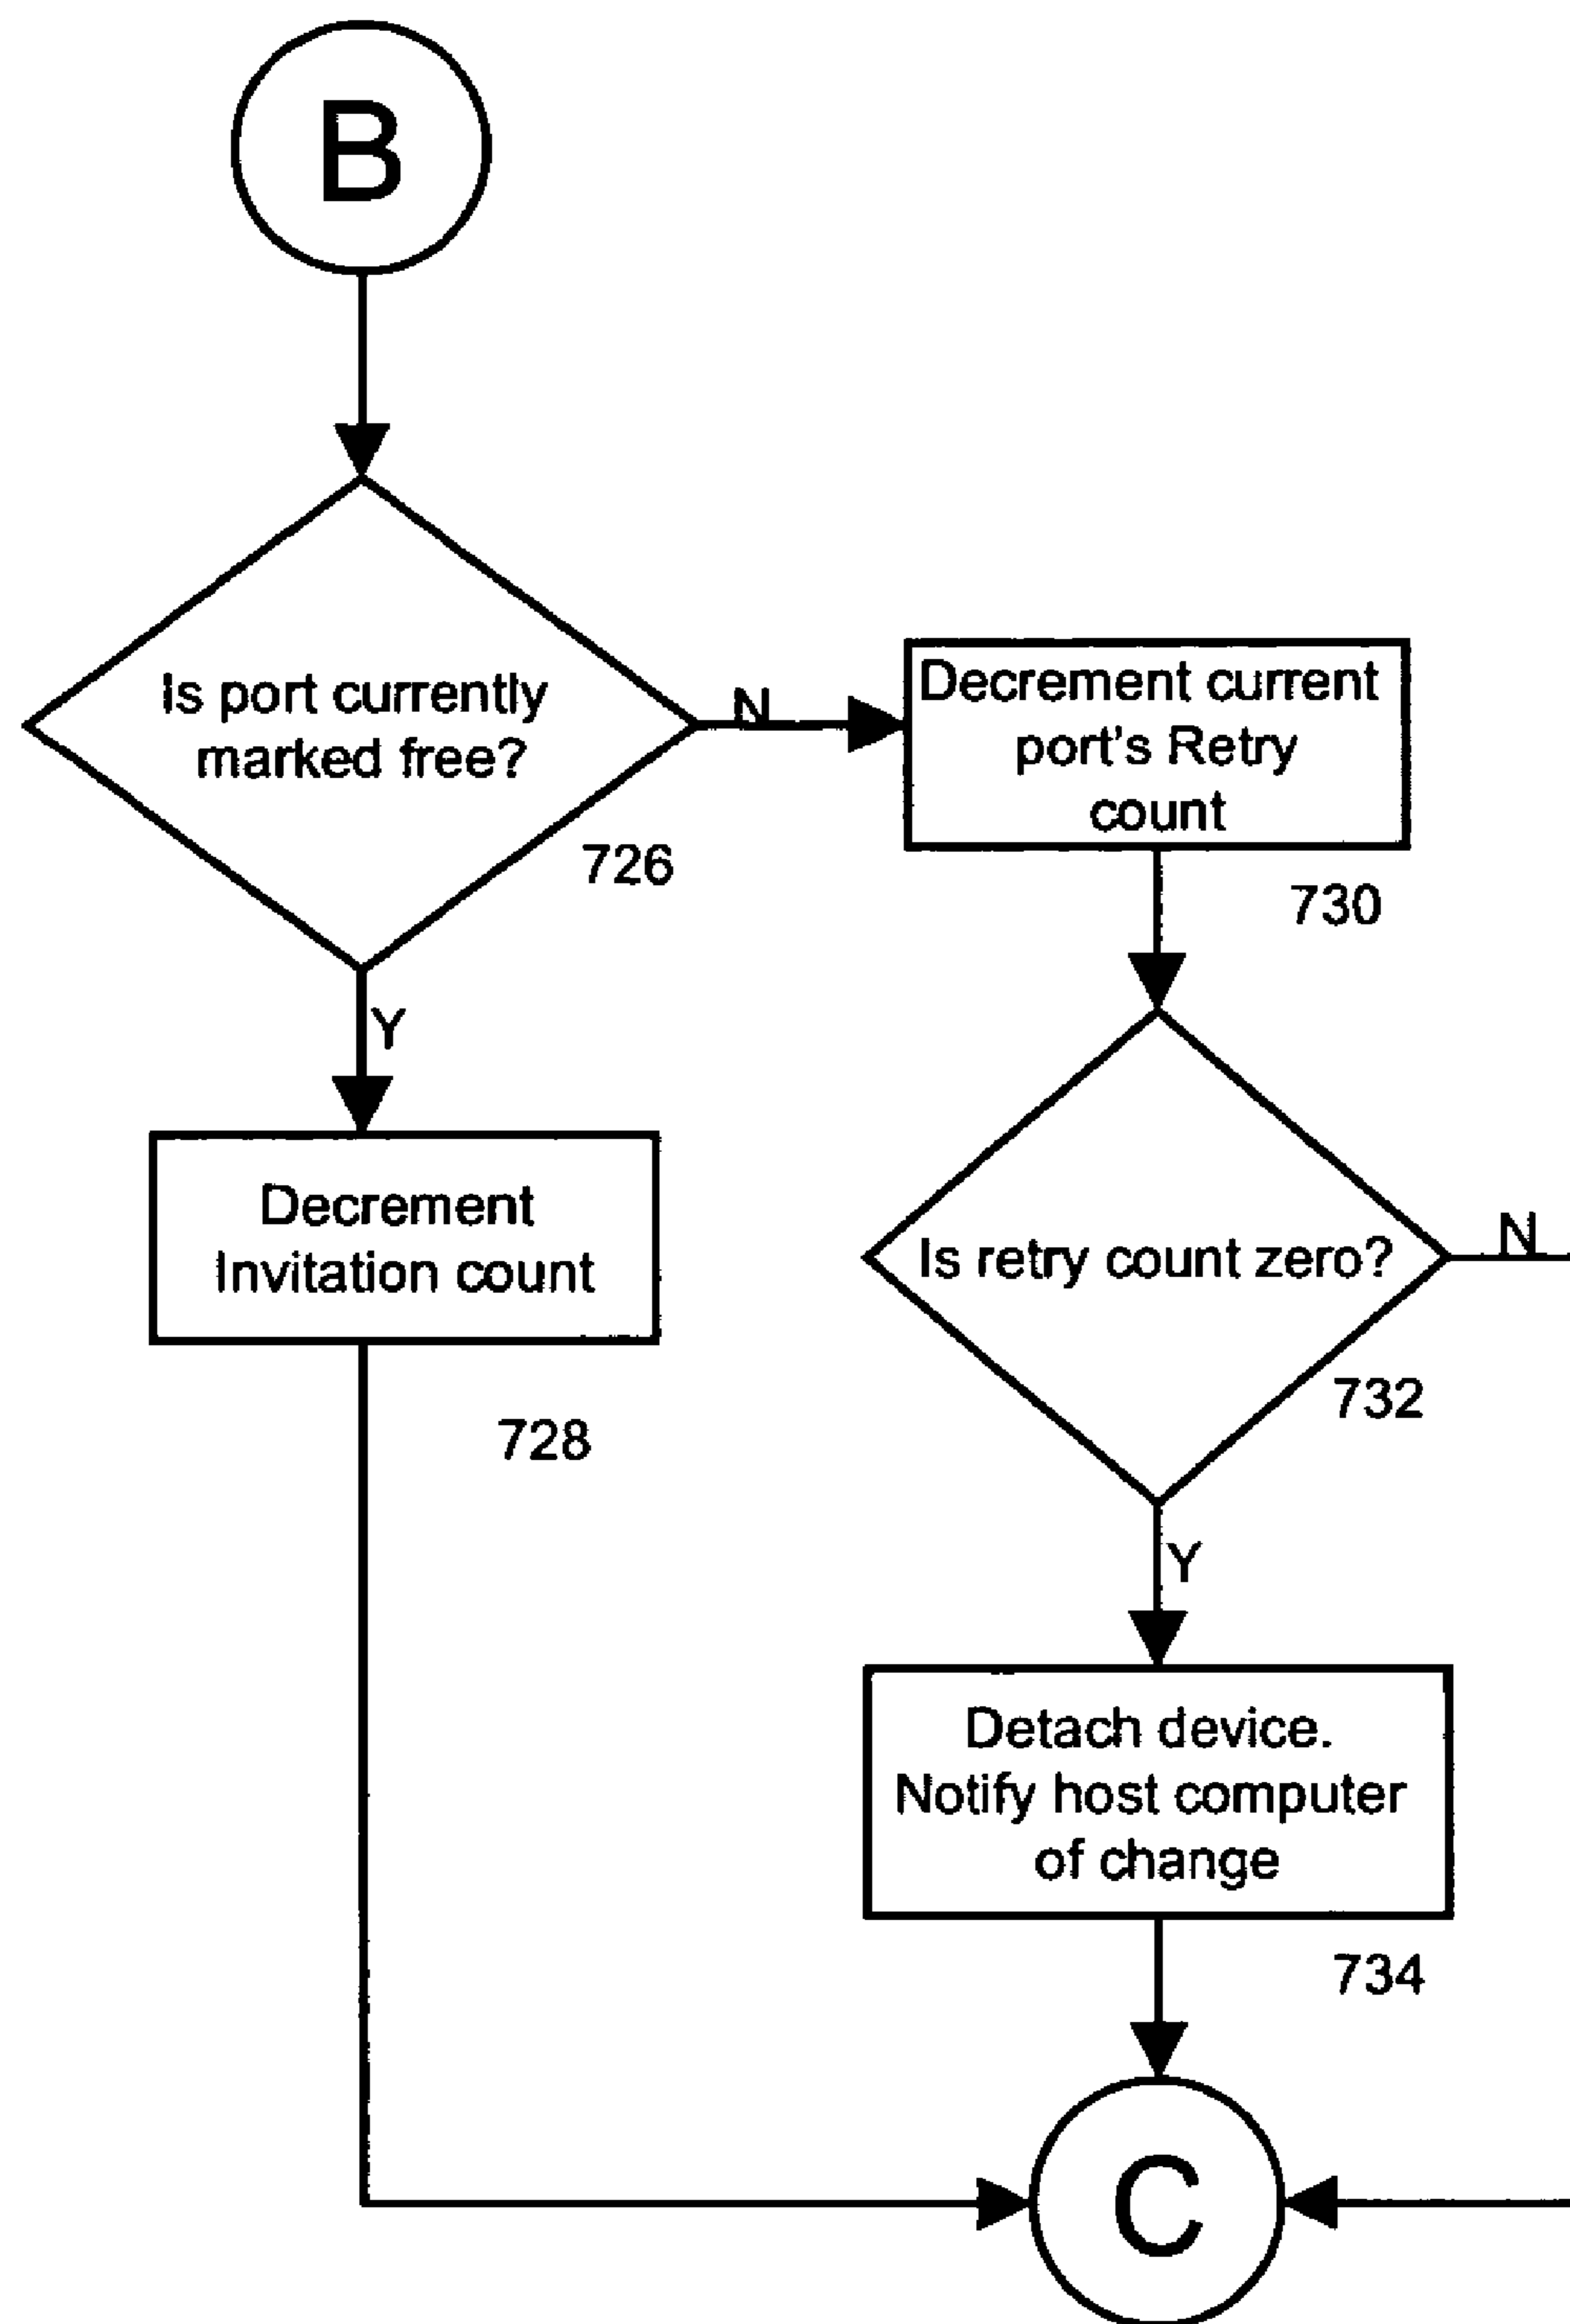 B
Is port currently
marked free?
726
N
Decrement current
port's Retry
count
730
Y
Decrement
Invitation count
728
Is retry count zero?
N
732
Y
Detach device.
Notify host computer
of change
734
C